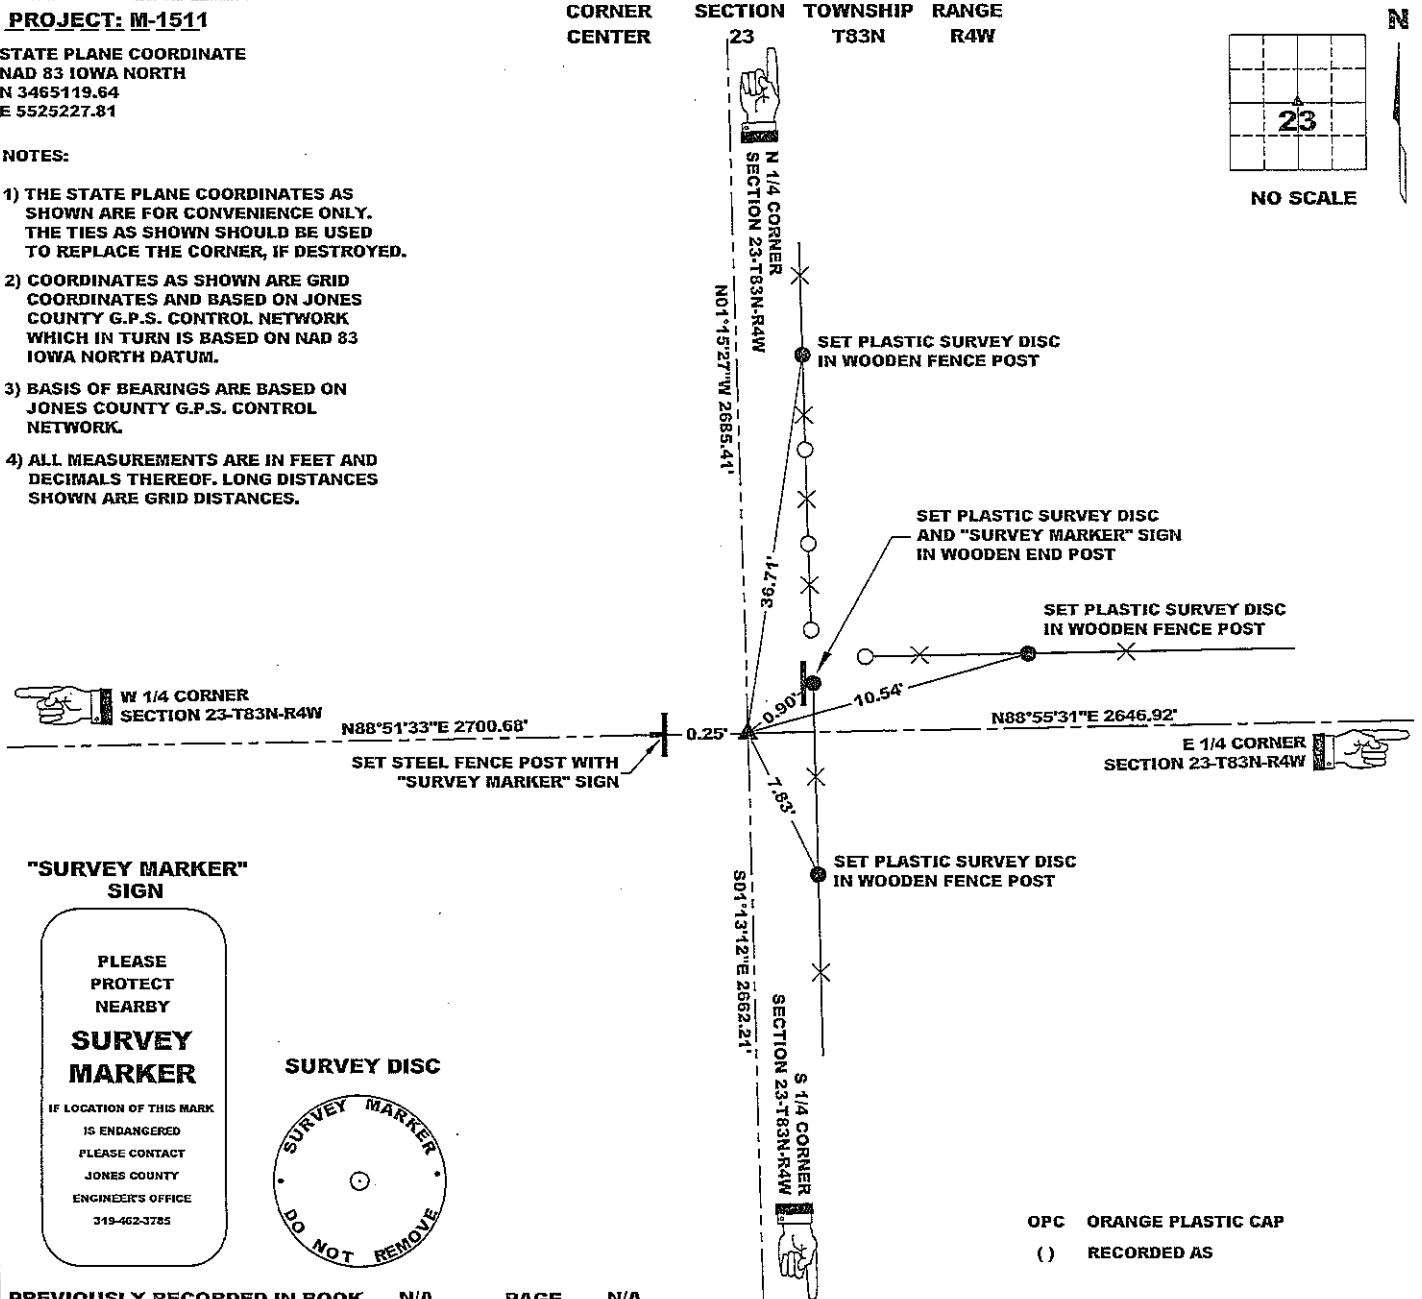 PROJECT: M-1511
STATE PLANE COORDINATE
NAD 83 IOWA NORTH
N 3465119.64
E 5525227.81
CORNER SECTION TOWNSHIP RANGE
CENTER 23 T83N R4W
N
23
NO SCALE
NOTES:
1) THE STATE PLANE COORDINATES AS
SHOWN ARE FOR CONVENIENCE ONLY.
THE TIES AS SHOWN SHOULD BE USED
TO REPLACE THE CORNER, IF DESTROYED.
2) COORDINATES AS SHOWN ARE GRID
COORDINATES AND BASED ON JONES
COUNTY G.P.S. CONTROL NETWORK
WHICH IN TURN IS BASED ON NAD 83
IOWA NORTH DATUM.
3) BASIS OF BEARINGS ARE BASED ON
JONES COUNTY G.P.S. CONTROL
NETWORK.
4) ALL MEASUREMENTS ARE IN FEET AND
DECIMALS THEREOF. LONG DISTANCES
SHOWN ARE GRID DISTANCES.
N 1/4 CORNER
SECTION 23-T83N-R4W
N01°15'27"W 2685.41'
SET PLASTIC SURVEY DISC
IN WOODEN FENCE POST
36.71'
SET PLASTIC SURVEY DISC
AND "SURVEY MARKER" SIGN
IN WOODEN END POST
SET PLASTIC SURVEY DISC
IN WOODEN FENCE POST
W 1/4 CORNER
SECTION 23-T83N-R4W
N88°51'33"E 2700.68'
0.25'
0.90'
10.54'
N88°55'31"E 2646.92'
E 1/4 CORNER
SECTION 23-T83N-R4W
SET STEEL FENCE POST WITH
"SURVEY MARKER" SIGN
7.83'
SET PLASTIC SURVEY DISC
IN WOODEN FENCE POST
S01°13'12"E 2662.21'
S 1/4 CORNER
SECTION 23-T83N-R4W
"SURVEY MARKER"
SIGN
PLEASE
PROTECT
NEARBY
SURVEY
MARKER
IF LOCATION OF THIS MARK
IS ENDANGERED
PLEASE CONTACT
JONES COUNTY
ENGINEER'S OFFICE
319-462-3785
SURVEY DISC
SURVEY MARKER
DO NOT REMOVE
OPC ORANGE PLASTIC CAP
( ) RECORDED AS
PREVIOUSLY RECORDED IN BOOK N/A PAGE N/A